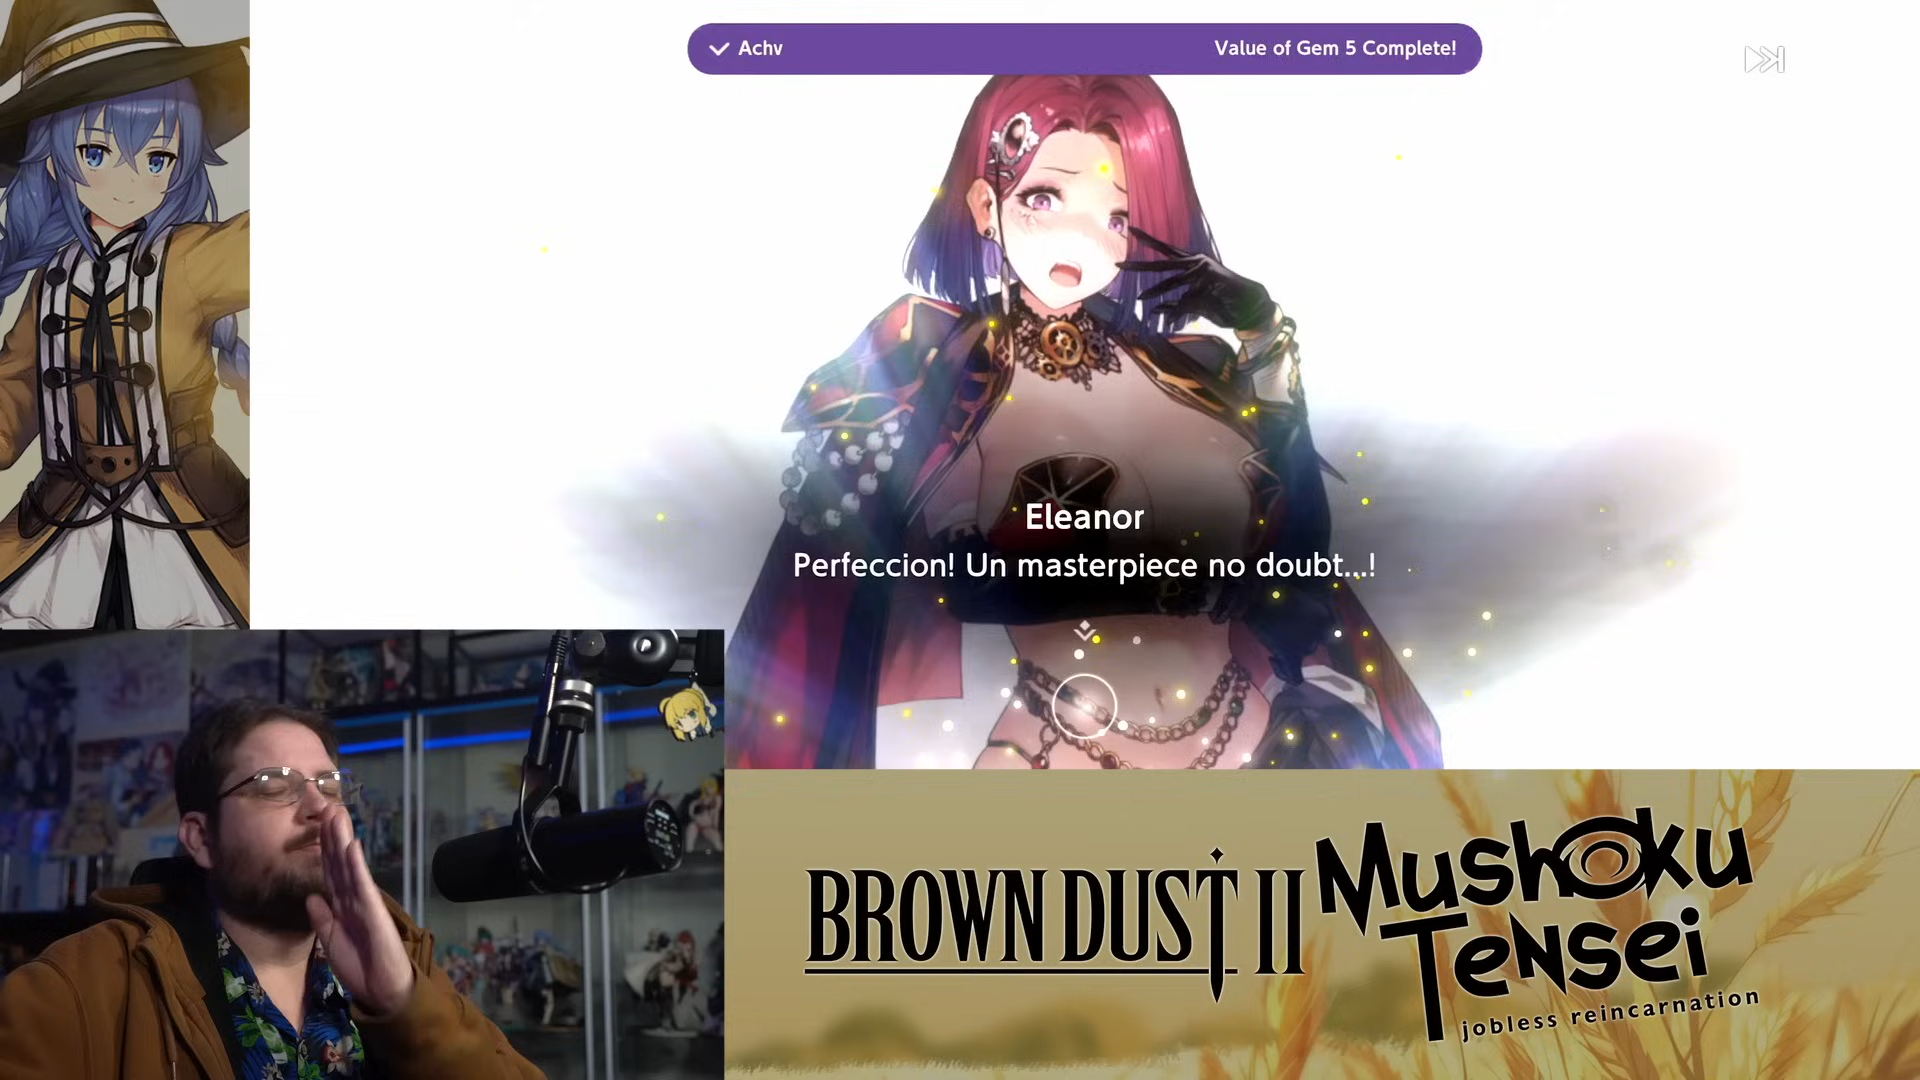 Achv
Value of Gem 5 Complete!
Eleanor
Perfeccion! Un masterpiece no doubt...!
BROWN DUST II
Mushoku
Tensei
jobless reincarnation